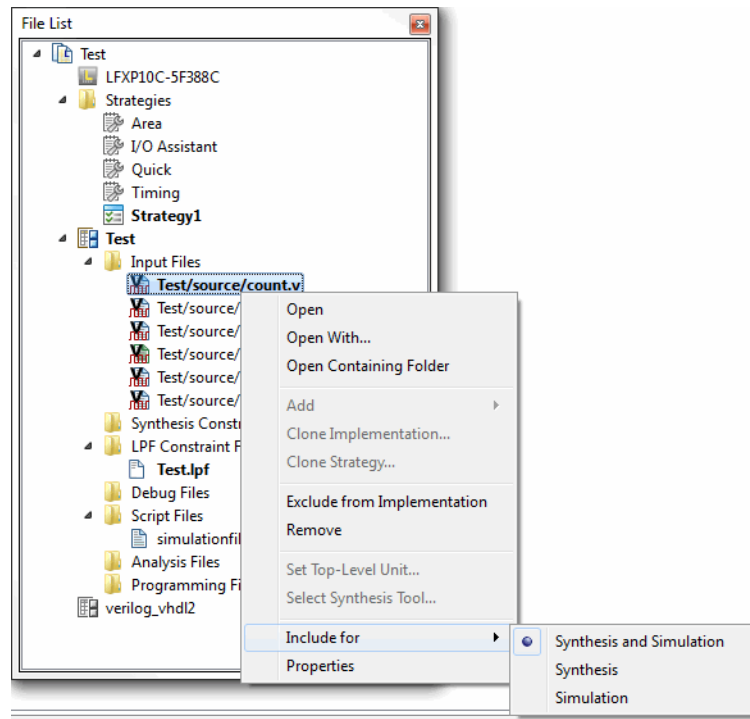 File List
Test
LFXP10C-5F388C
Strategies
Area
I/O Assistant
Quick
Timing
Strategy1
Test
Input Files
Test/source/count.v
Test/source/
Test/source/
Test/source/
Test/source/
Test/source/
Synthesis Constr
LPF Constraint F
Test.lpf
Debug Files
Script Files
simulationfil
Analysis Files
Programming Fi
verilog_vhdl2
Open
Open With...
Open Containing Folder
Add
Clone Implementation...
Clone Strategy...
Exclude from Implementation
Remove
Set Top-Level Unit...
Select Synthesis Tool...
Include for
Properties
Synthesis and Simulation
Synthesis
Simulation